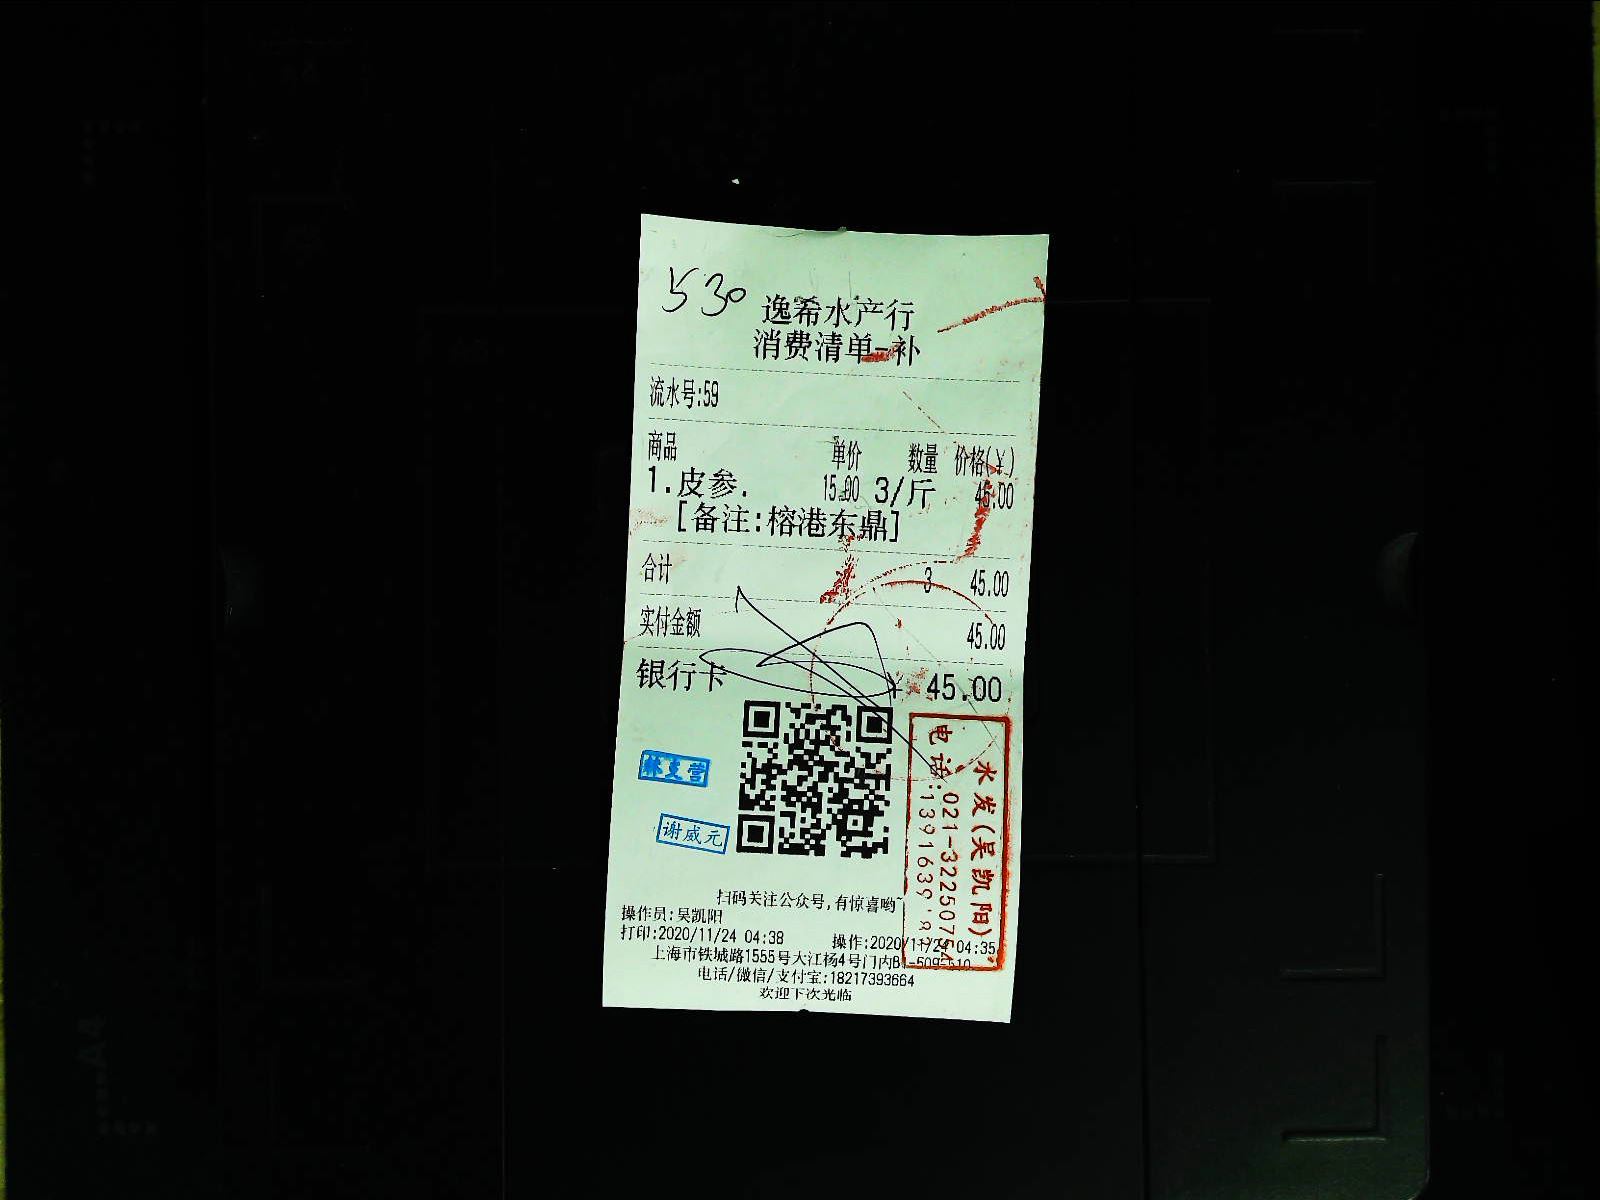 530
逸希水产行
消费清单-补
流水号:59
商品 单价 数量 价格(¥)
1.皮参. 15.00 3/斤 45.00
[备注:榕港东鼎]
合计 3 45.00
实付金额 45.00
银行卡 ¥ 45.00
谢威元
水发(吴凯阳)
电话:021-32250754
扫码关注公众号,有惊喜哟~
操作员:吴凯阳
打印:2020/11/24 04:38 操作:2020/11/24 04:35
上海市铁城路1555号大江杨4号门内B1-509-510
电话/微信/支付宝:18217393664
欢迎下次光临